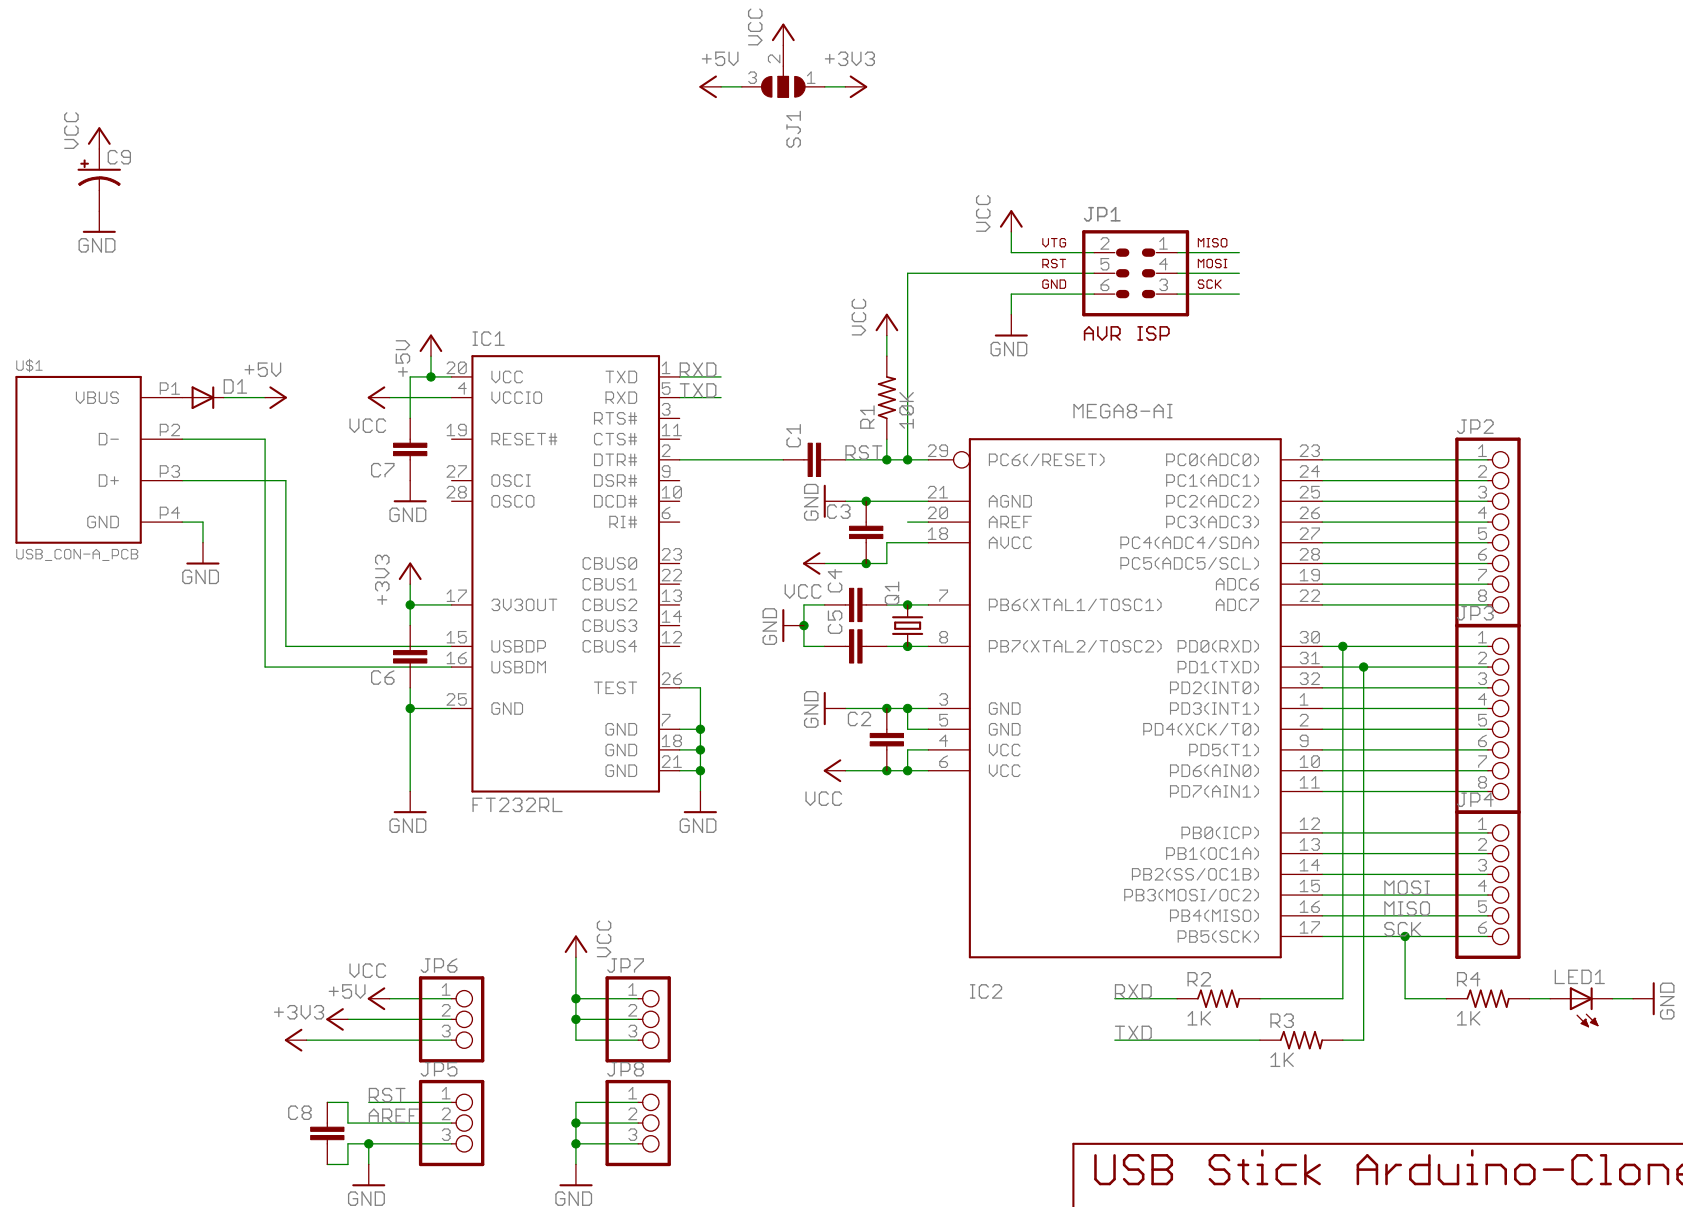 VCC
+5V
+3V3
3
2
1
SJ1
VCC
+
C9
GND
VCC
JP1
VTG 2 1 MISO
RST 5 4 MOSI
GND 6 3 SCK
GND
AVR ISP
U$1
VBUS P1 D1 +5V
D- P2
D+ P3
GND P4
USB_CON-A_PCB
GND
IC1
+5V
VCC
C7
GND
+3V3
C6
GND
20 VCC
4 VCCIO
19 RESET#
27 OSCI
28 OSCO
17 3V3OUT
15 USBDP
16 USBDM
25 GND
TXD 1 RXD
RXD 5 TXD
RTS# 3
CTS# 11
DTR# 2
DSR# 9
DCD# 10
RI# 6
CBUS0 23
CBUS1 22
CBUS2 13
CBUS3 14
CBUS4 12
TEST 26
GND 7
GND 18
GND 21
FT232RL
GND
C1
VCC
R1
10K
RST
GND
C3
VCC
C4
C5
Q1
GND
GND
C2
VCC
MEGA8-AI
29 PC6(/RESET)
21 AGND
20 AREF
18 AVCC
7 PB6(XTAL1/TOSC1)
8 PB7(XTAL2/TOSC2)
3 GND
5 GND
4 VCC
6 VCC
PC0(ADC0) 23
PC1(ADC1) 24
PC2(ADC2) 25
PC3(ADC3) 26
PC4(ADC4/SDA) 27
PC5(ADC5/SCL) 28
ADC6 19
ADC7 22
PD0(RXD) 30
PD1(TXD) 31
PD2(INT0) 32
PD3(INT1) 1
PD4(XCK/T0) 2
PD5(T1) 9
PD6(AIN0) 10
PD7(AIN1) 11
PB0(ICP) 12
PB1(OC1A) 13
PB2(SS/OC1B) 14
PB3(MOSI/OC2) 15 MOSI
PB4(MISO) 16 MISO
PB5(SCK) 17 SCK
IC2
JP2
1
2
3
4
5
6
7
8
JP3
1
2
3
4
5
6
7
8
JP4
1
2
3
4
5
6
RXD R2
1K
TXD R3
1K
R4
1K
LED1
GND
JP6
VCC 1
+5V 2
+3V3 3
JP5
RST 1
AREF 2
3
C8
GND
VCC
JP7
1
2
3
JP8
1
2
3
GND
USB Stick Arduino-Clone